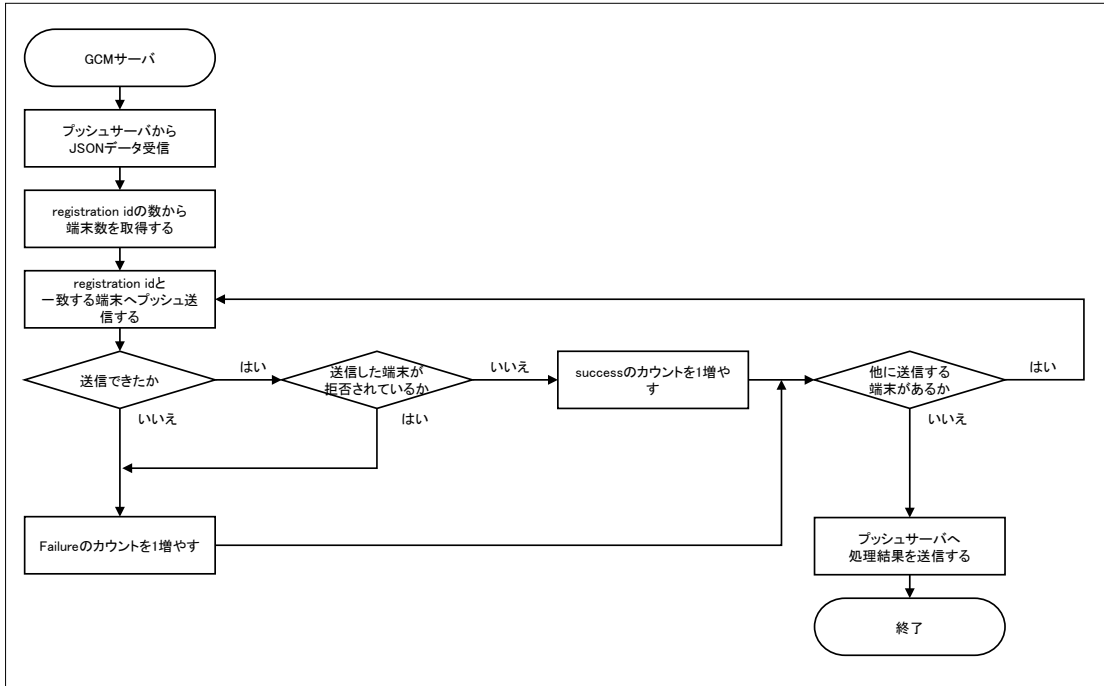 GCMサーバ
プッシュサーバから
JSONデータ受信
registration idの数から
端末数を取得する
registration idと
一致する端末へプッシュ送
信する
送信できたか
はい
いいえ
送信した端末が
拒否されているか
いいえ
はい
successのカウントを1増や
す
他に送信する
端末があるか
はい
いいえ
Failureのカウントを1増やす
プッシュサーバへ
処理結果を送信する
終了